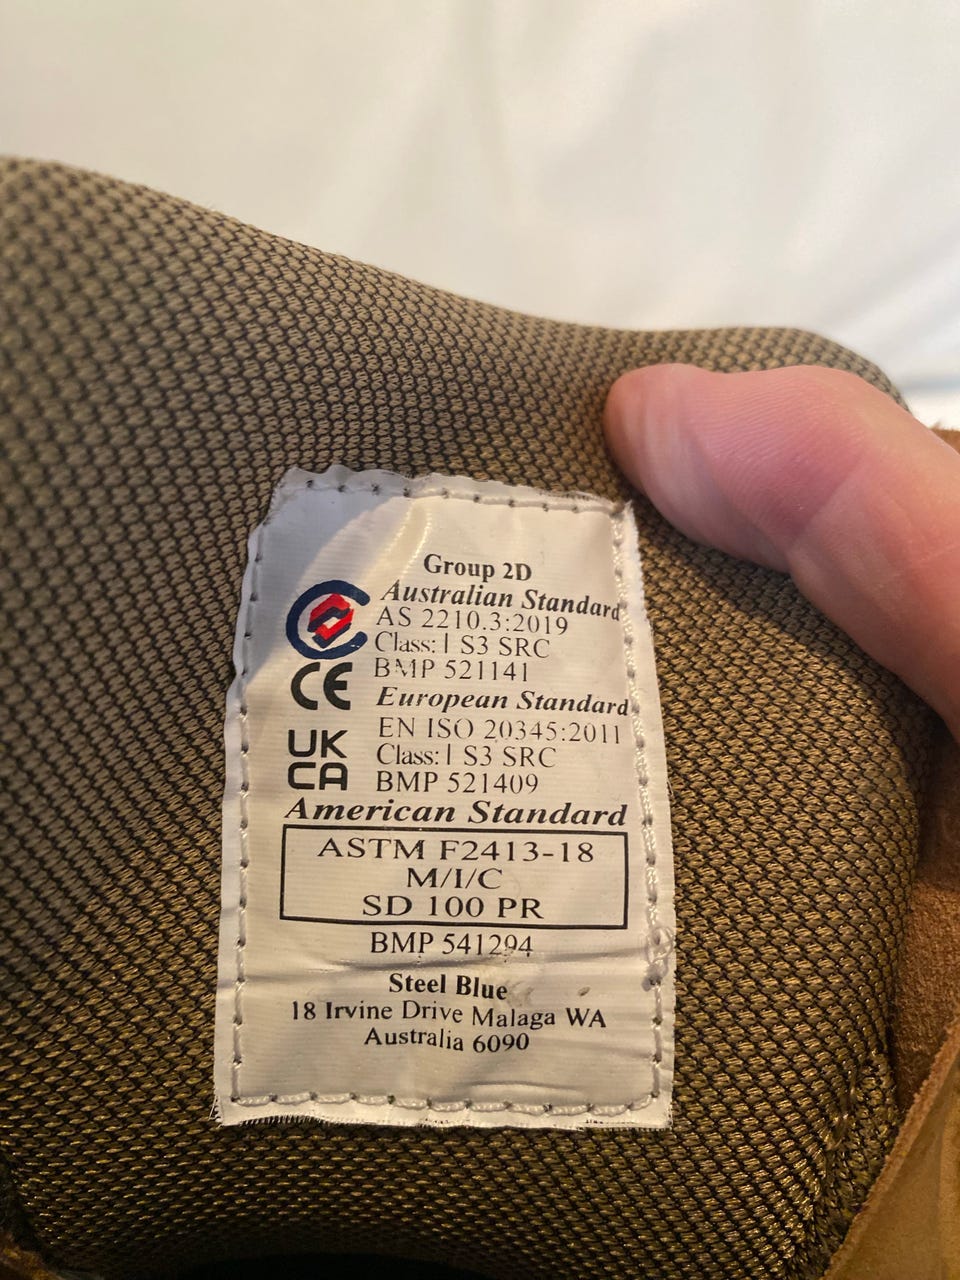 Group 2D
Australian Standard
AS 2210.3:2019
Class: I S3 SRC
BMP 521141
CE
European Standard
EN ISO 20345:2011
UK
CA
Class: I S3 SRC
BMP 521409
American Standard
ASTM F2413-18
M/I/C
SD 100 PR
BMP 541294
Steel Blue
18 Irvine Drive Malaga WA
Australia 6090